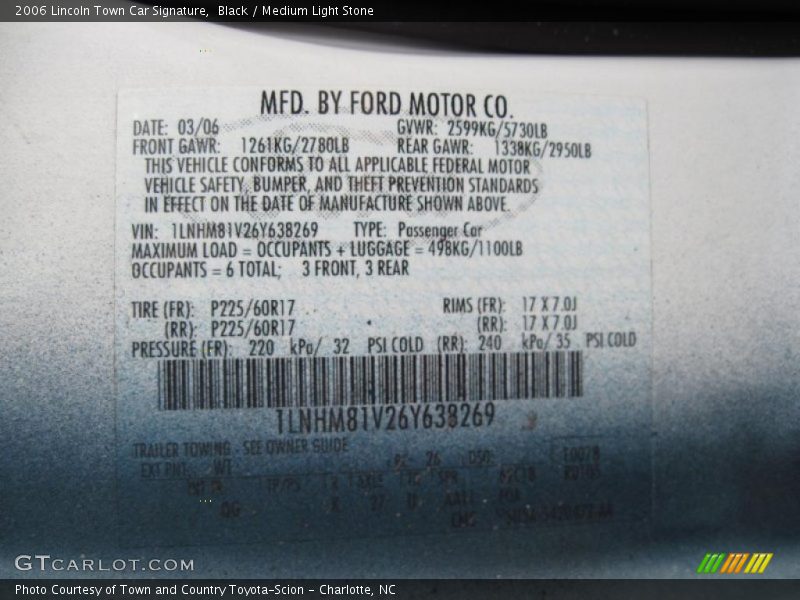 2006 Lincoln Town Car Signature, Black / Medium Light Stone
MFD. BY FORD MOTOR CO.
DATE: 03/06 GVWR: 2599KG/5730LB
FRONT GAWR: 1261KG/2780LB REAR GAWR: 1338KG/2950LB
THIS VEHICLE CONFORMS TO ALL APPLICABLE FEDERAL MOTOR
VEHICLE SAFETY, BUMPER, AND THEFT PREVENTION STANDARDS
IN EFFECT ON THE DATE OF MANUFACTURE SHOWN ABOVE.
VIN: 1LNHM81V26Y638269 TYPE: Passenger Car
MAXIMUM LOAD = OCCUPANTS + LUGGAGE = 498KG/1100LB
OCCUPANTS = 6 TOTAL; 3 FRONT, 3 REAR
TIRE (FR): P225/60R17 RIMS (FR): 17 X 7.0J
(RR): P225/60R17 (RR): 17 X 7.0J
PRESSURE (FR): 220 kPa/ 32 PSI COLD (RR): 240 kPa/ 35 PSI COLD
1LNHM81V26Y638269
TRAILER TOWING - SEE OWNER GUIDE
EXT PNT: WT 26 DSO:
GTCARLOT.COM
Photo Courtesy of Town and Country Toyota-Scion - Charlotte, NC